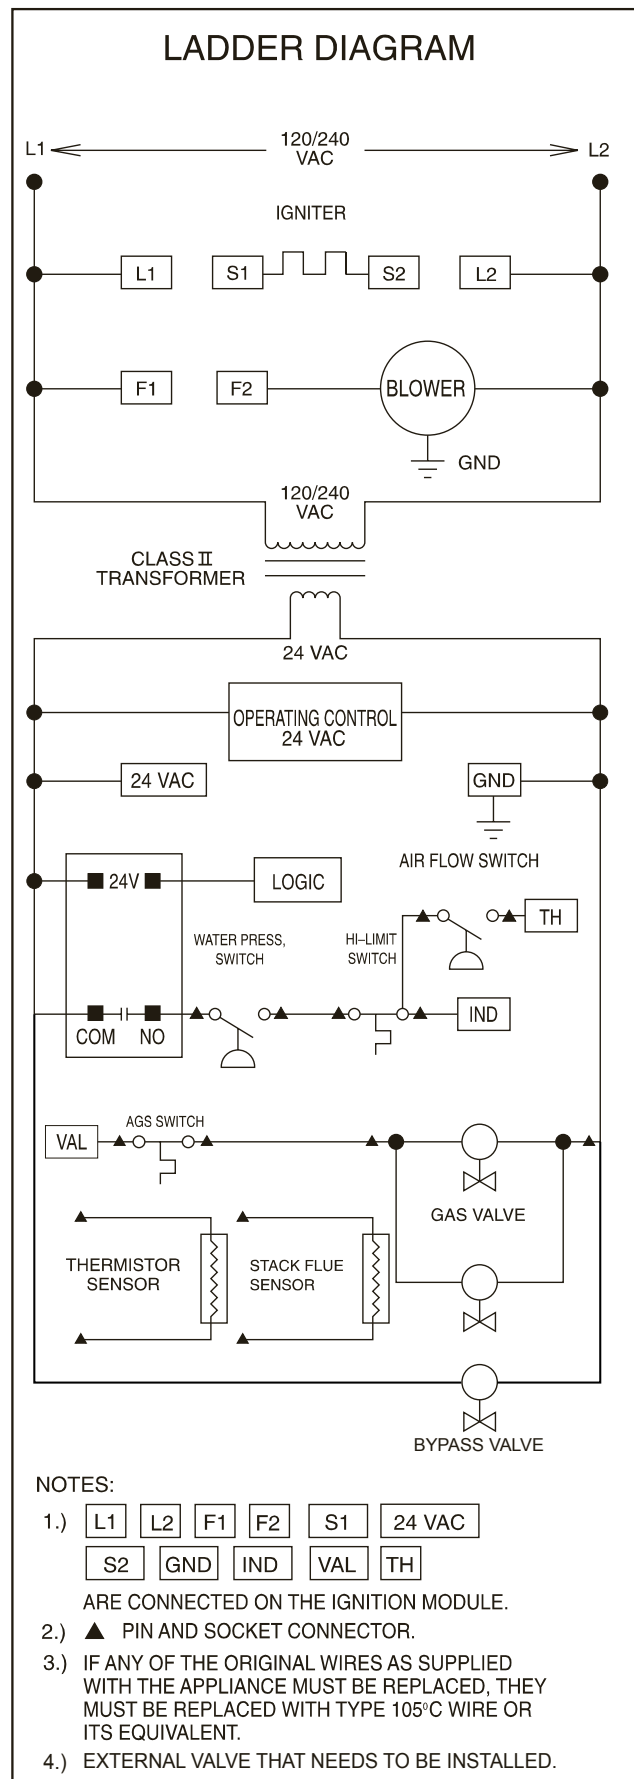 LADDER DIAGRAM
L1
120/240
VAC
L2
IGNITER
L1
S1
S2
L2
F1
F2
BLOWER
GND
120/240
VAC
CLASS II
TRANSFORMER
24 VAC
OPERATING CONTROL
24 VAC
24 VAC
GND
AIR FLOW SWITCH
24V
LOGIC
TH
WATER PRESS,
SWITCH
HI-LIMIT
SWITCH
COM
NO
IND
AGS SWITCH
VAL
GAS VALVE
THERMISTOR
SENSOR
STACK FLUE
SENSOR
BYPASS VALVE
NOTES:
1.) L1 L2 F1 F2 S1 24 VAC
S2 GND IND VAL TH
ARE CONNECTED ON THE IGNITION MODULE.
2.) ▲ PIN AND SOCKET CONNECTOR.
3.) IF ANY OF THE ORIGINAL WIRES AS SUPPLIED
WITH THE APPLIANCE MUST BE REPLACED, THEY
MUST BE REPLACED WITH TYPE 105°C WIRE OR
ITS EQUIVALENT.
4.) EXTERNAL VALVE THAT NEEDS TO BE INSTALLED.